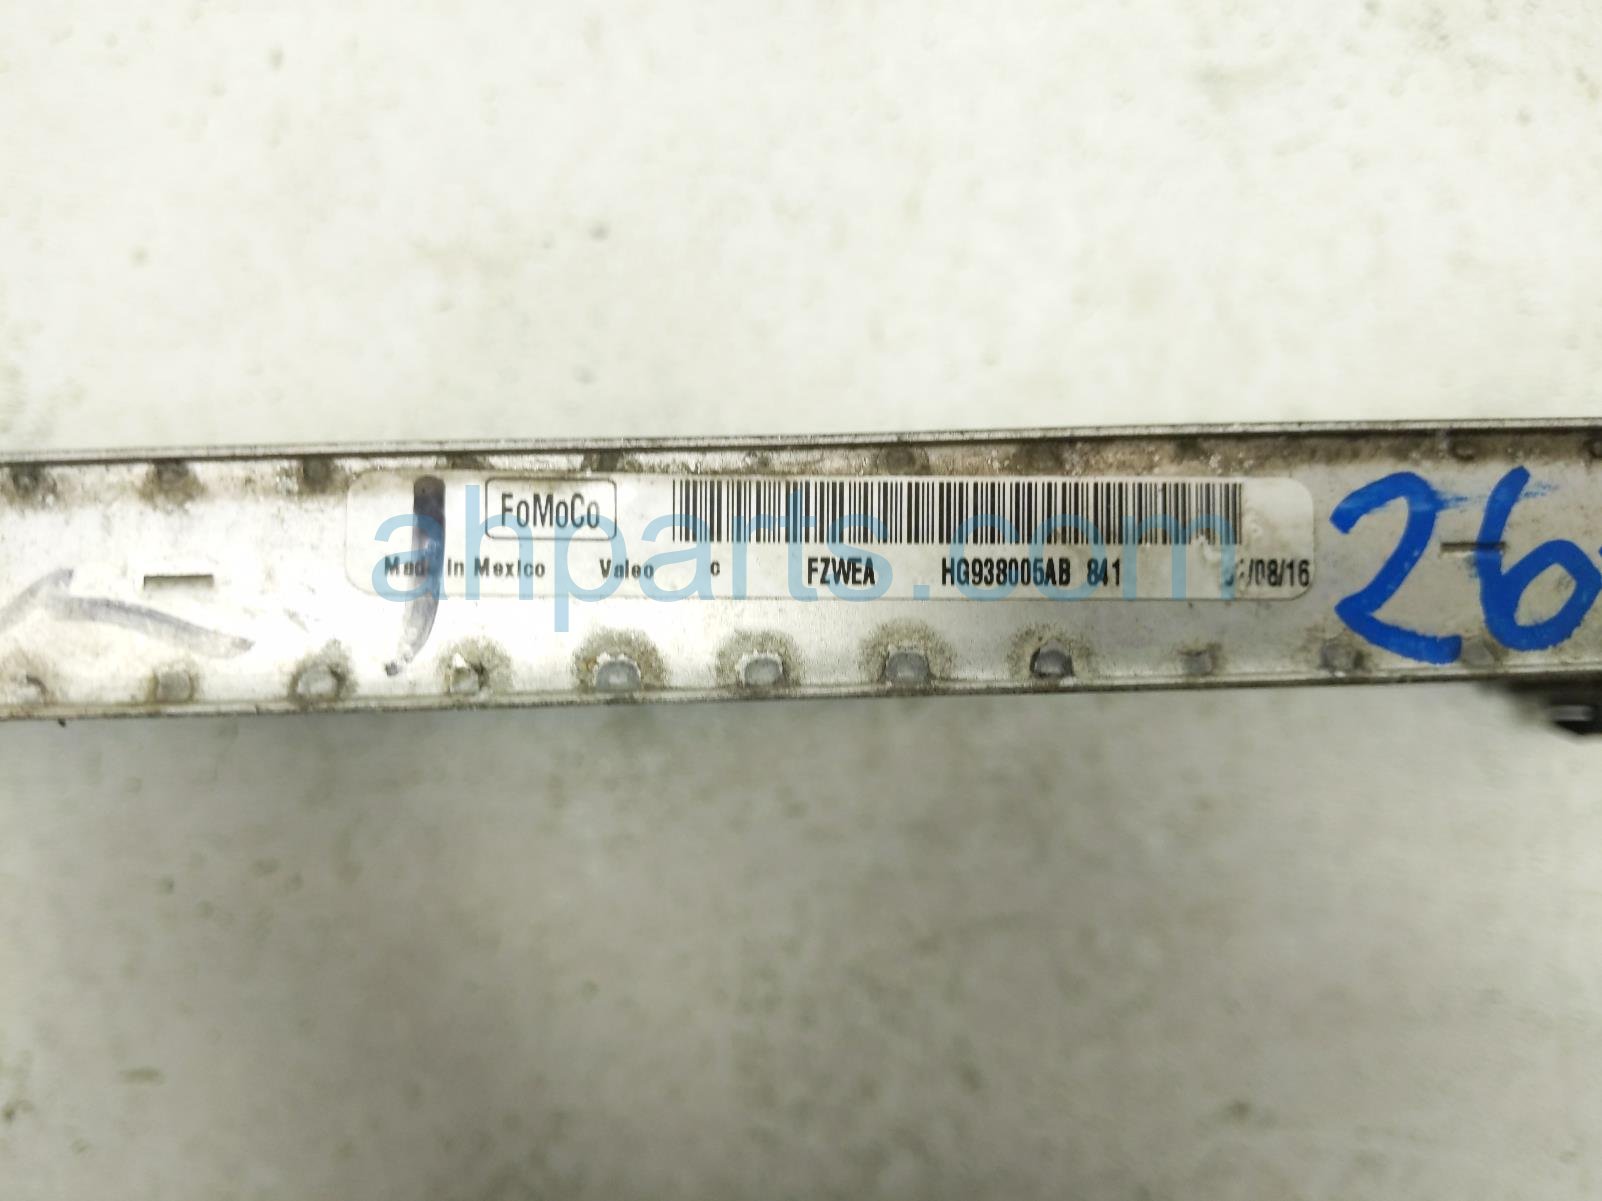 FoMoCo
Made In Mexico Valeo c FZWEA HG938005AB 841 /08/16
26
ahparts.com